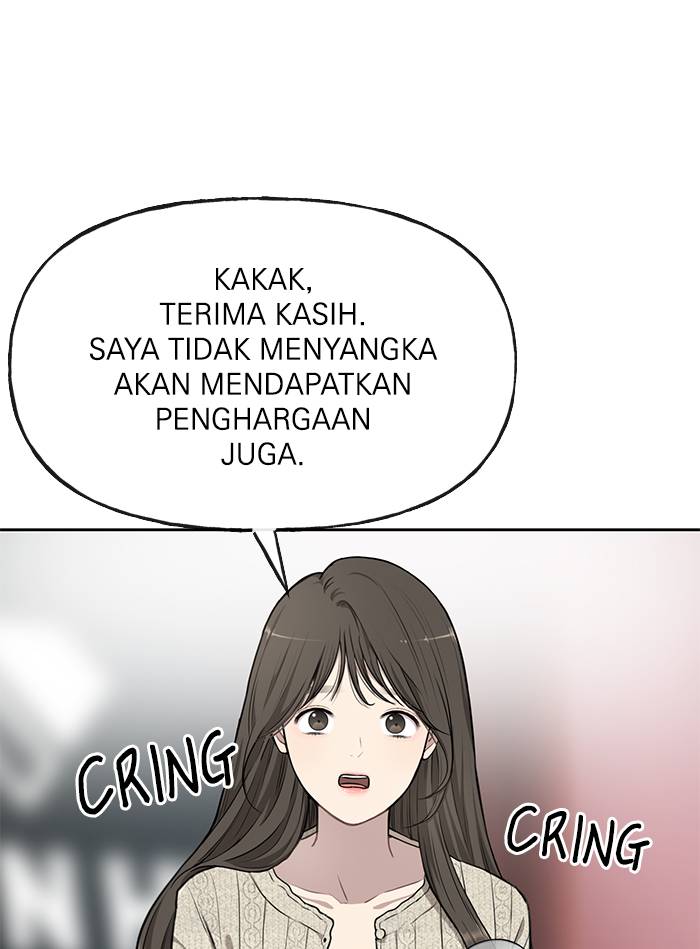 KAKAK,
TERIMA KASIH.
SAYA TIDAK MENYANGKA
AKAN MENDAPATKAN
PENGHARGAAN
JUGA.
CRING
CRING